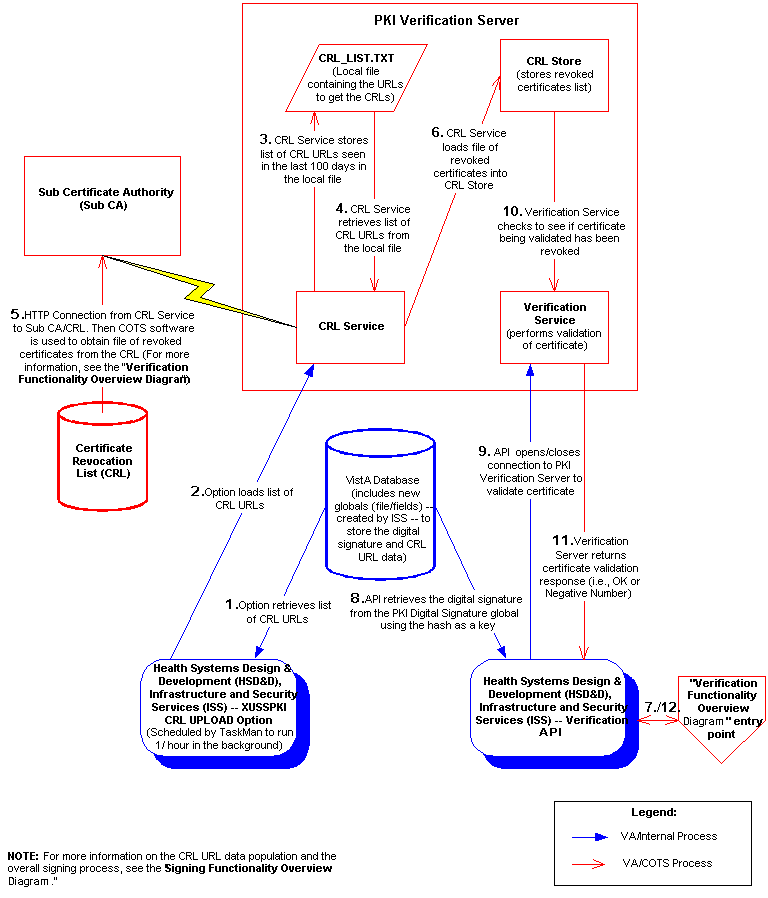 PKI Verification Server
CRL_LIST.TXT
(Local file
containing the URLs
to get the CRLs)
CRL Store
(stores revoked
certificates list)
3. CRL Service stores
list of CRL URLs seen
in the last 100 days in
the local file
6. CRL Service
loads file of
revoked
certificates into
CRL Store
Sub Certificate Authority
(Sub CA)
4. CRL Service
retrieves list of
CRL URLs from
the local file
10. Verification Service
checks to see if certificate
being validated has been
revoked
5.HTTP Connection from CRL Service
to Sub CA/CRL. Then COTS software
is used to obtain file of revoked
certificates from the CRL (For more
information, see the "Verification
Functionality Overview Diagram")
CRL Service
Verification
Service
(performs validation
of certificate)
Certificate
Revocation
List (CRL)
2.Option loads list of
CRL URLs
VistA Database
(includes new
globals (file/fields) --
created by ISS -- to
store the digital
signature and CRL
URL data)
9. API opens/closes
connection to PKI
Verification Server to
validate certificate
11.Verification
Server returns
certificate validation
response (i.e., OK or
Negative Number)
1.Option retrieves list
of CRL URLs
8.API retrieves the digital signature
from the PKI Digital Signature global
using the hash as a key
Health Systems Design &
Development (HSD&D),
Infrastructure and Security
Services (ISS) -- XUSSPKI
CRL UPLOAD Option
(Scheduled by TaskMan to run
1/ hour in the background)
Health Systems Design &
Development (HSD&D),
Infrastructure and Security
Services (ISS) -- Verification
API
7./12.
"Verification
Functionality
Overview
Diagram" entry
point
Legend:
VA/Internal Process
VA/COTS Process
NOTE: For more information on the CRL URL data population and the
overall signing process, see the Signing Functionality Overview
Diagram ."